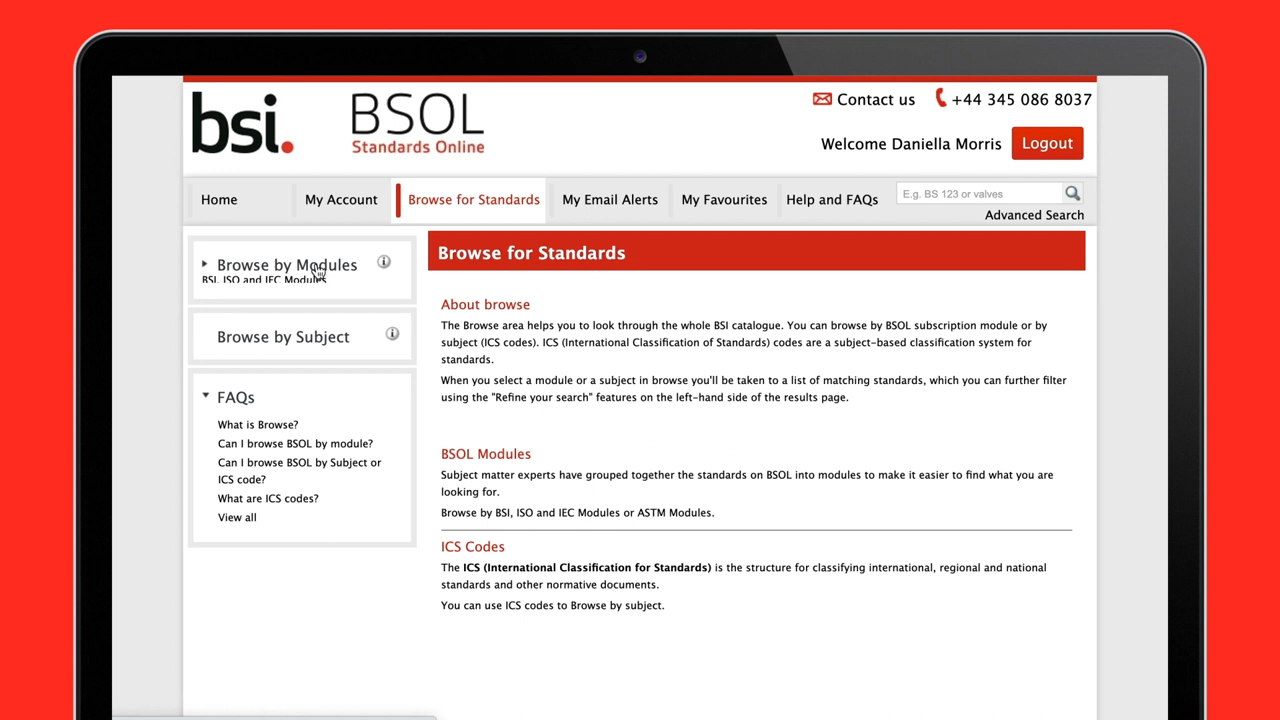 bsi.
BSOL
Standards Online
Contact us
+44 345 086 8037
Welcome Daniella Morris
Logout
Home
My Account
Browse for Standards
My Email Alerts
My Favourites
Help and FAQs
E.g. BS 123 or valves
Advanced Search
Browse by Modules
BSI, ISO and IEC Modules
Browse by Subject
FAQs
What is Browse?
Can I browse BSOL by module?
Can I browse BSOL by Subject or
ICS code?
What are ICS codes?
View all
Browse for Standards
About browse
The Browse area helps you to look through the whole BSI catalogue. You can browse by BSOL subscription module or by
subject (ICS codes). ICS (International Classification of Standards) codes are a subject-based classification system for
standards.
When you select a module or a subject in browse you'll be taken to a list of matching standards, which you can further filter
using the "Refine your search" features on the left-hand side of the results page.
BSOL Modules
Subject matter experts have grouped together the standards on BSOL into modules to make it easier to find what you are
looking for.
Browse by BSI, ISO and IEC Modules or ASTM Modules.
ICS Codes
The ICS (International Classification for Standards) is the structure for classifying international, regional and national
standards and other normative documents.
You can use ICS codes to Browse by subject.